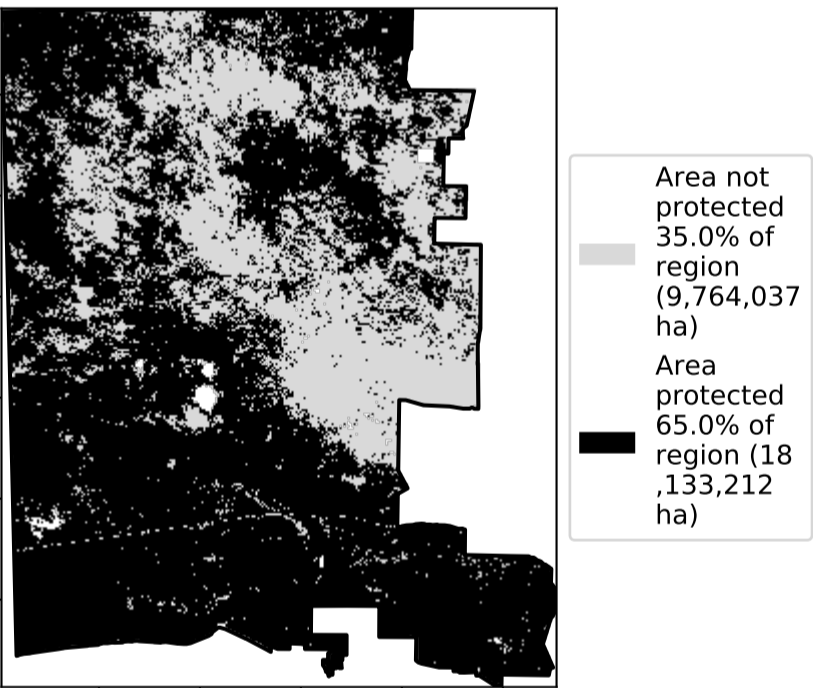 Area not
protected
35.0% of
region
(9,764,037
ha)
Area
protected
65.0% of
region (18
,133,212
ha)